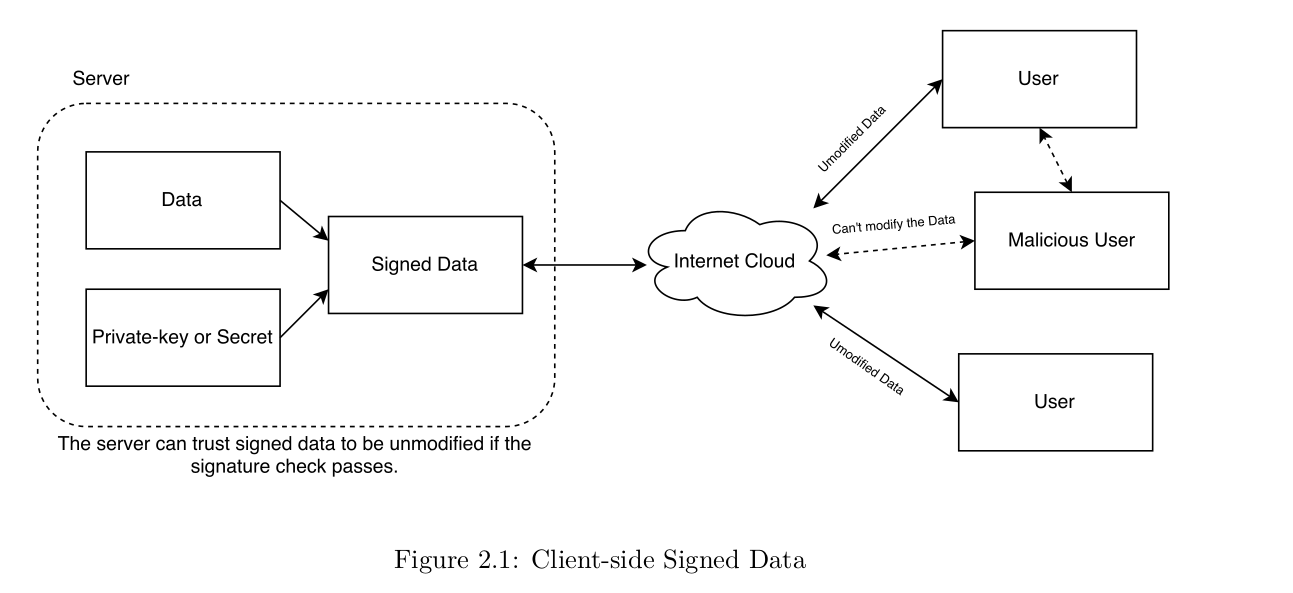 Server
Data
Private-key or Secret
Signed Data
The server can trust signed data to be unmodified if the
signature check passes.
Internet Cloud
Umodified Data
Can't modify the Data
Umodified Data
User
Malicious User
User
Figure 2.1: Client-side Signed Data